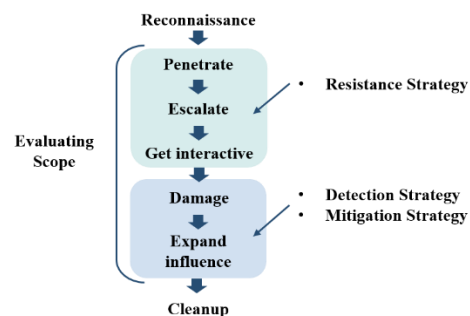 Reconnaissance
Penetrate
• Resistance Strategy
Escalate
Evaluating
Scope
Get interactive
Damage
• Detection Strategy
• Mitigation Strategy
Expand
influence
Cleanup